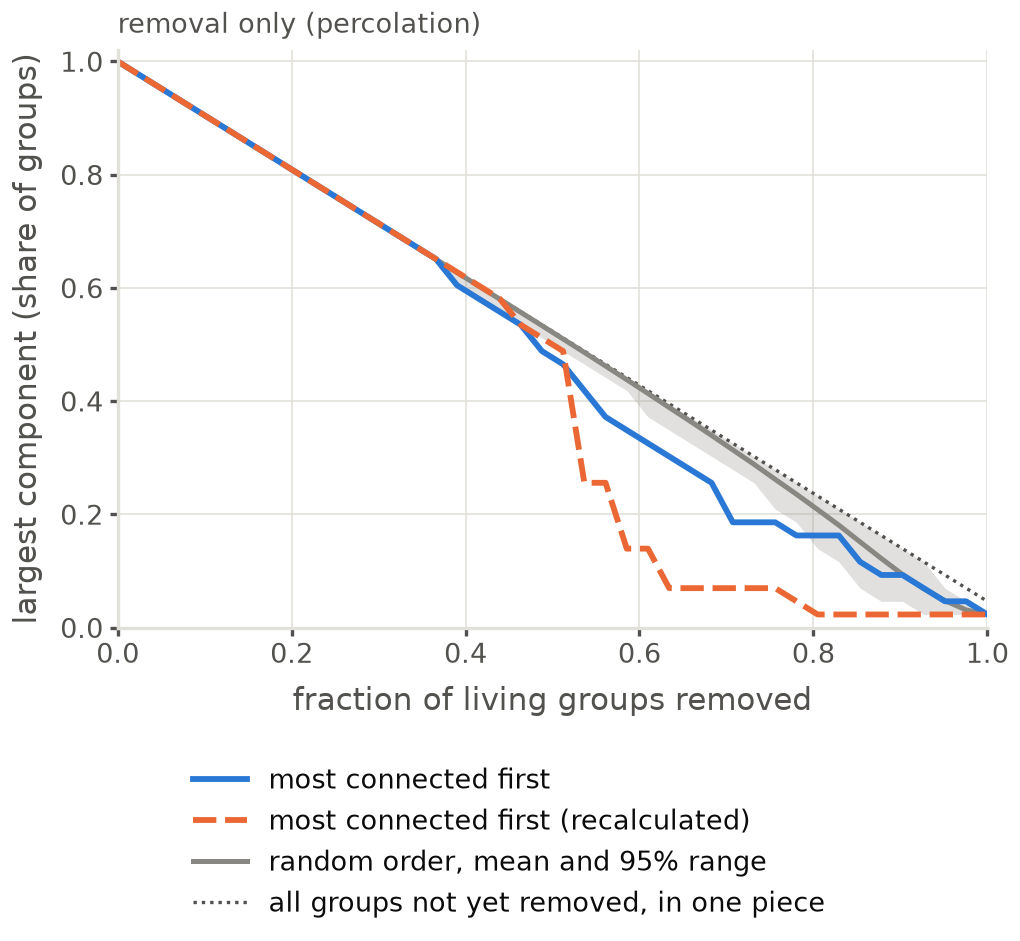 removal only (percolation)
largest component (share of groups)
1.0
0.8
0.6
0.4
0.2
0.0
0.0 0.2 0.4 0.6 0.8 1.0
fraction of living groups removed
most connected first
most connected first (recalculated)
random order, mean and 95% range
all groups not yet removed, in one piece